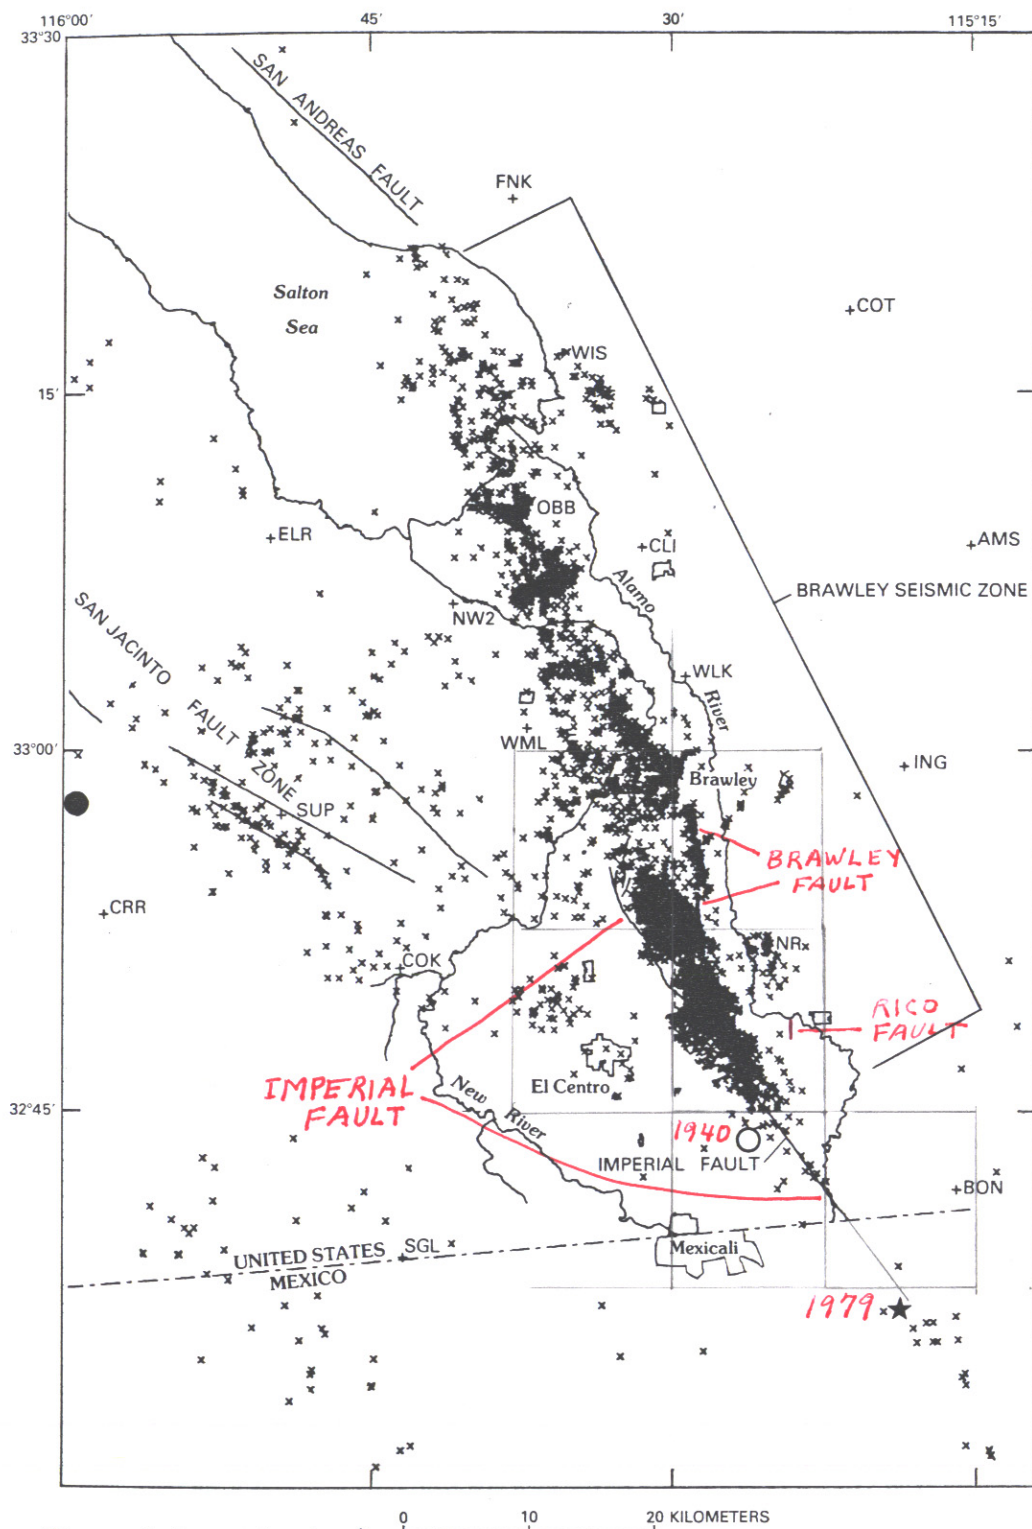 116°00′ 45′ 30′ 115°15′
33°30
SAN ANDREAS FAULT
FNK
COT
Salton
Sea
WIS
15′
OBB
ELR
CLI
AMS
Alamo
River
BRAWLEY SEISMIC ZONE
NW2
SAN JACINTO
FAULT
ZONE
WLK
33°00′
WML
ING
Brawley
SUP
BRAWLEY
FAULT
CRR
NR
COK
RICO
FAULT
El Centro
IMPERIAL
FAULT
New River
32°45′
1940
IMPERIAL FAULT
BON
SGL
UNITED STATES
MEXICO
Mexicali
1979
0 10 20 KILOMETERS